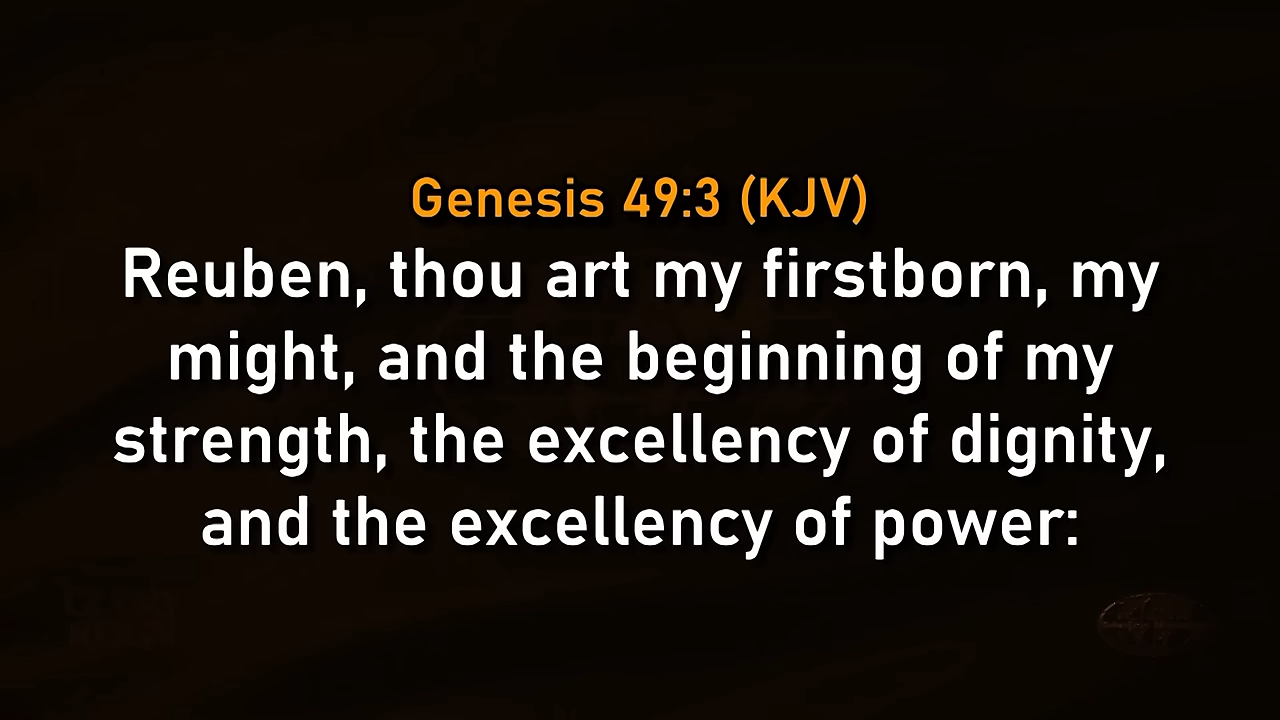 Genesis 49:3 (KJV)
Reuben, thou art my firstborn, my
might, and the beginning of my
strength, the excellency of dignity,
and the excellency of power: